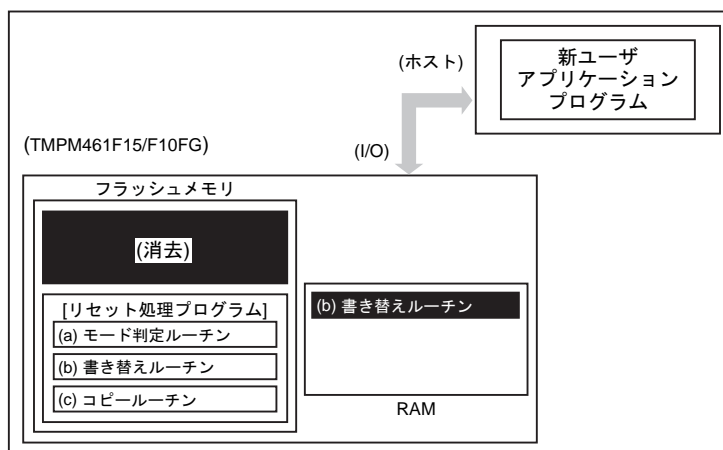 (ホスト)
新ユーザ
アプリケーション
プログラム
(TMPM461F15/F10FG)
(I/O)
フラッシュメモリ
(消去)
[リセット処理プログラム]
(a) モード判定ルーチン
(b) 書き替えルーチン
(c) コピールーチン
(b) 書き替えルーチン
RAM